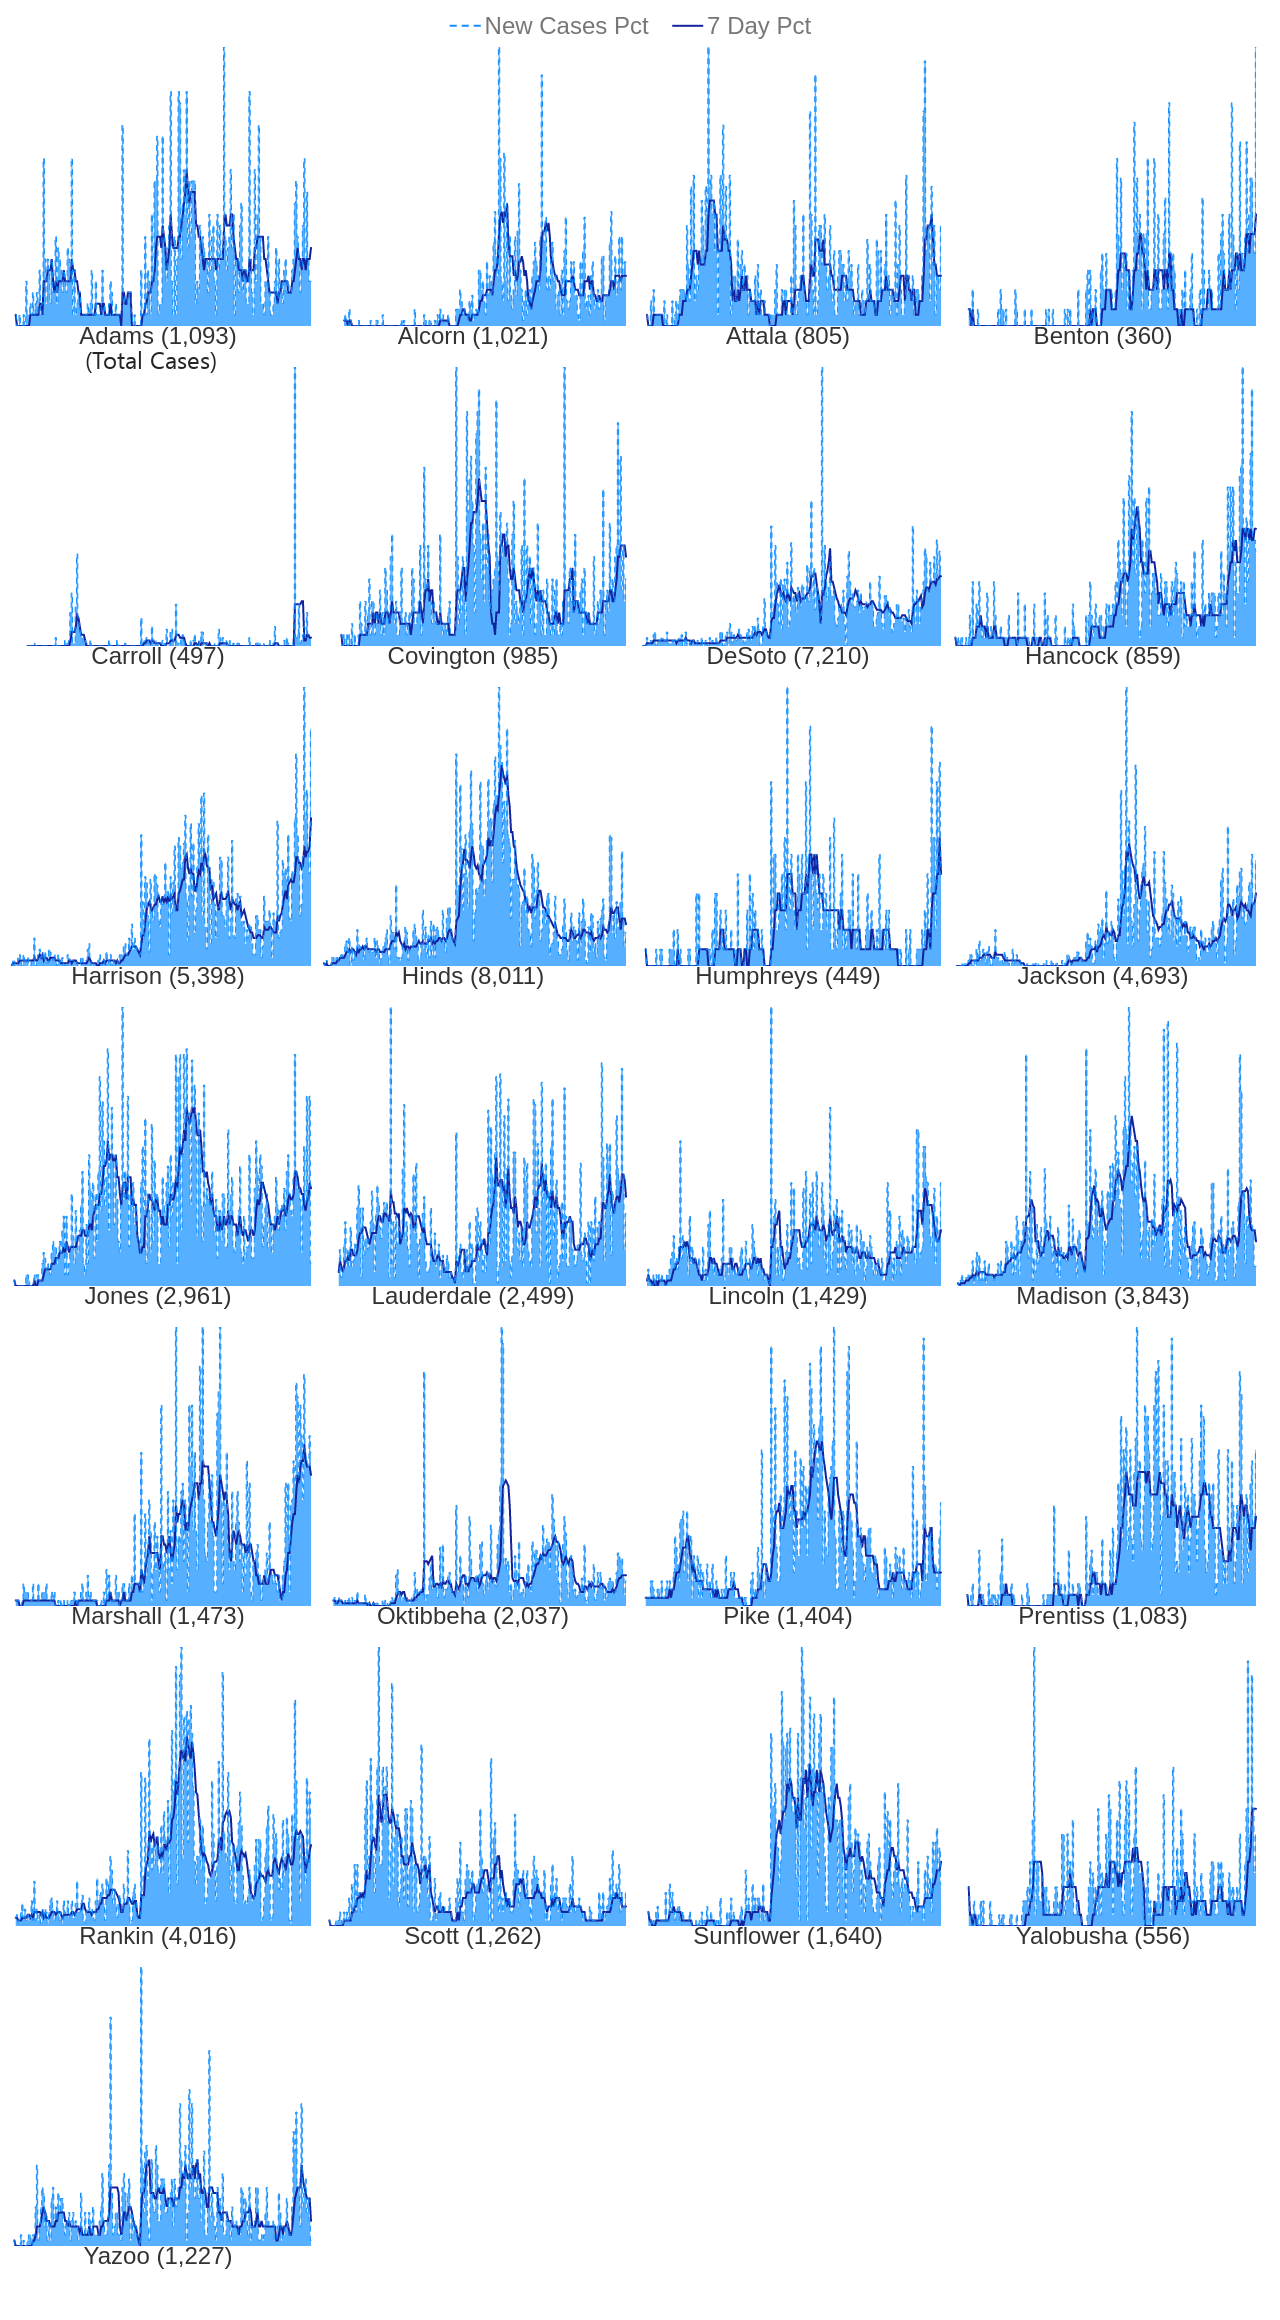 New Cases Pct 7 Day Pct
Adams (1,093) Alcorn (1,021) Attala (805) Benton (360)
(Total Cases)
Carroll (497) Covington (985) DeSoto (7,210) Hancock (859)
Harrison (5,398) Hinds (8,011) Humphreys (449) Jackson (4,693)
Jones (2,961) Lauderdale (2,499) Lincoln (1,429) Madison (3,843)
Marshall (1,473) Oktibbeha (2,037) Pike (1,404) Prentiss (1,083)
Rankin (4,016) Scott (1,262) Sunflower (1,640) Yalobusha (556)
Yazoo (1,227)